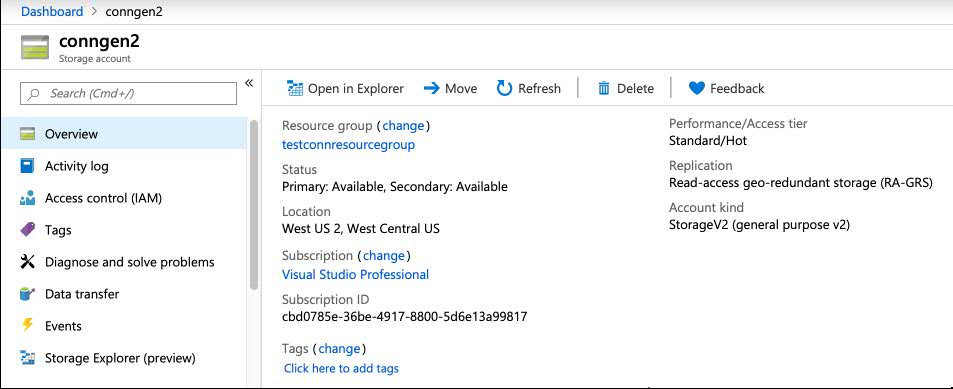 Dashboard > conngen2
conngen2
Storage account
Search (Cmd+/)
«
Overview
Activity log
Access control (IAM)
Tags
Diagnose and solve problems
Data transfer
Events
Storage Explorer (preview)
Open in Explorer Move Refresh Delete Feedback
Resource group (change)
testconnresourcegroup
Status
Primary: Available, Secondary: Available
Location
West US 2, West Central US
Subscription (change)
Visual Studio Professional
Subscription ID
cbd0785e-36be-4917-8800-5d6e13a99817
Tags (change)
Click here to add tags
Performance/Access tier
Standard/Hot
Replication
Read-access geo-redundant storage (RA-GRS)
Account kind
StorageV2 (general purpose v2)